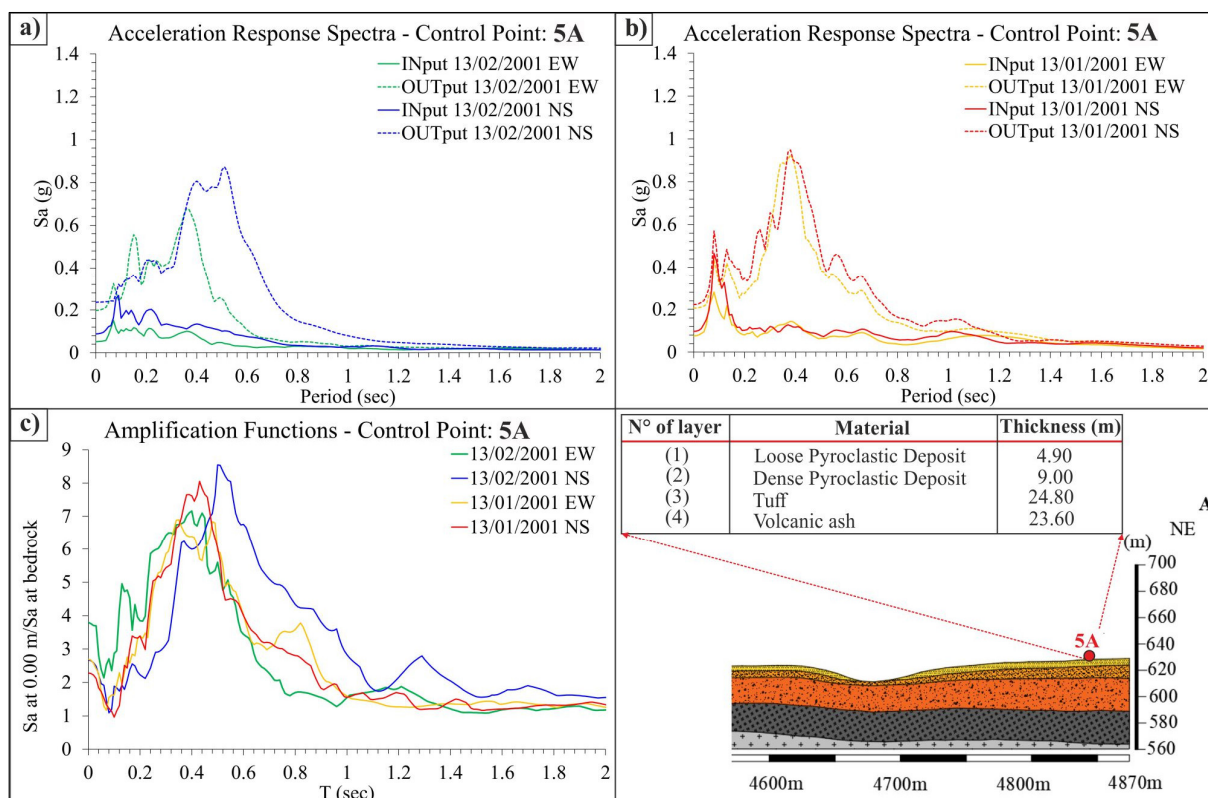 a)
Acceleration Response Spectra - Control Point: 5A
INput 13/02/2001 EW
OUTput 13/02/2001 EW
INput 13/02/2001 NS
OUTput 13/02/2001 NS
Sa (g)
1.4
1.2
1
0.8
0.6
0.4
0.2
0
0 0.2 0.4 0.6 0.8 1 1.2 1.4 1.6 1.8 2
Period (sec)
b)
Acceleration Response Spectra - Control Point: 5A
INput 13/01/2001 EW
OUTput 13/01/2001 EW
INput 13/01/2001 NS
OUTput 13/01/2001 NS
Sa (g)
1.4
1.2
1
0.8
0.6
0.4
0.2
0
0 0.2 0.4 0.6 0.8 1 1.2 1.4 1.6 1.8 2
Period (sec)
c)
Amplification Functions - Control Point: 5A
13/02/2001 EW
13/02/2001 NS
13/01/2001 EW
13/01/2001 NS
Sa at 0.00 m/Sa at bedrock
9
8
7
6
5
4
3
2
1
0
0 0.2 0.4 0.6 0.8 1 1.2 1.4 1.6 1.8 2
T (sec)
N° of layer Material Thickness (m)
(1) Loose Pyroclastic Deposit 4.90
(2) Dense Pyroclastic Deposit 9.00
(3) Tuff 24.80
(4) Volcanic ash 23.60
A
NE
(m)
700
680
660
640
620
600
580
560
5A
4600m 4700m 4800m 4870m